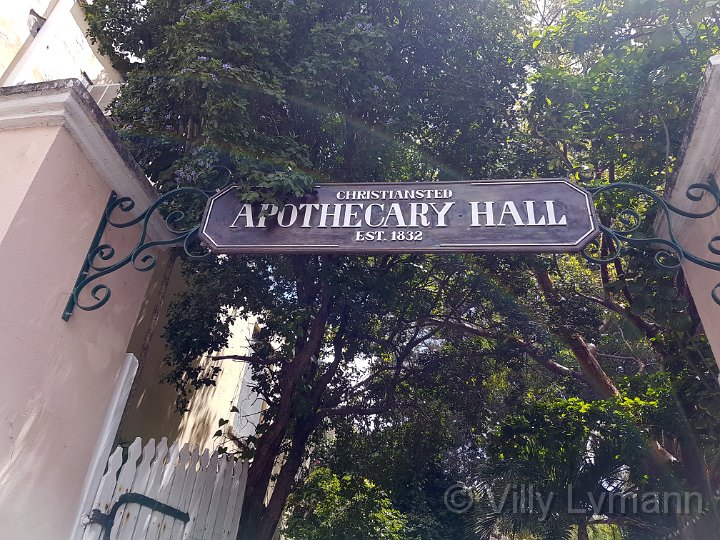 CHRISTIANSTED
APOTHECARY HALL
EST. 1832
© Villy Lymann